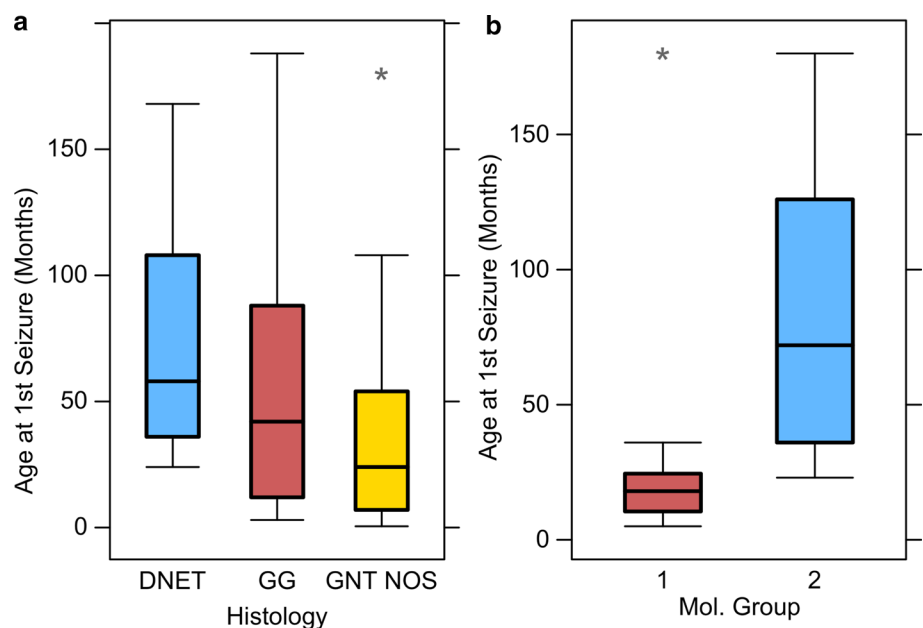 a
Age at 1st Seizure (Months)
150
100
50
0
DNET GG GNT NOS
Histology
*
b
Age at 1st Seizure (Months)
150
100
50
0
1 2
Mol. Group
*